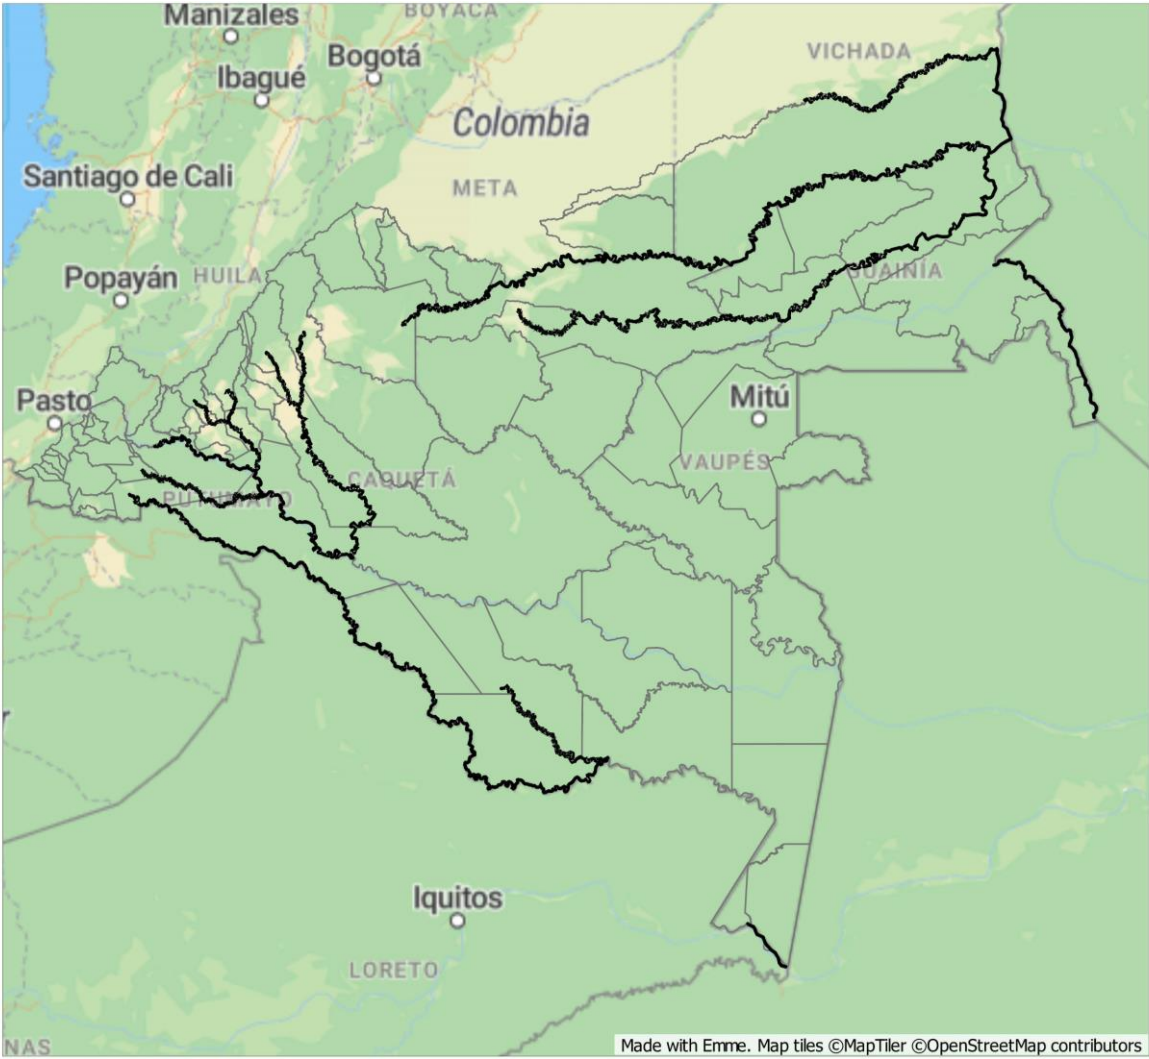 Manizales
BOYACÁ
Bogotá
Ibagué
VICHADA
Colombia
Santiago de Cali
META
Popayán
HUILA
GUAINÍA
Pasto
Mitú
VAUPÉS
CAQUETÁ
PUTUMAYO
Iquitos
LORETO
NAS
Made with Emme. Map tiles ©MapTiler ©OpenStreetMap contributors